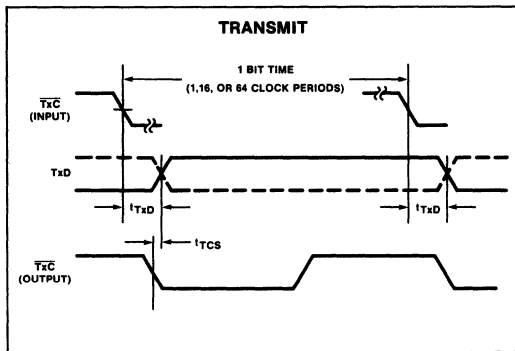 TRANSMIT
1 BIT TIME
(1,16, OR 64 CLOCK PERIODS)
TxC
(INPUT)
TxD
tTxD
tTxD
tTCS
TxC
(OUTPUT)